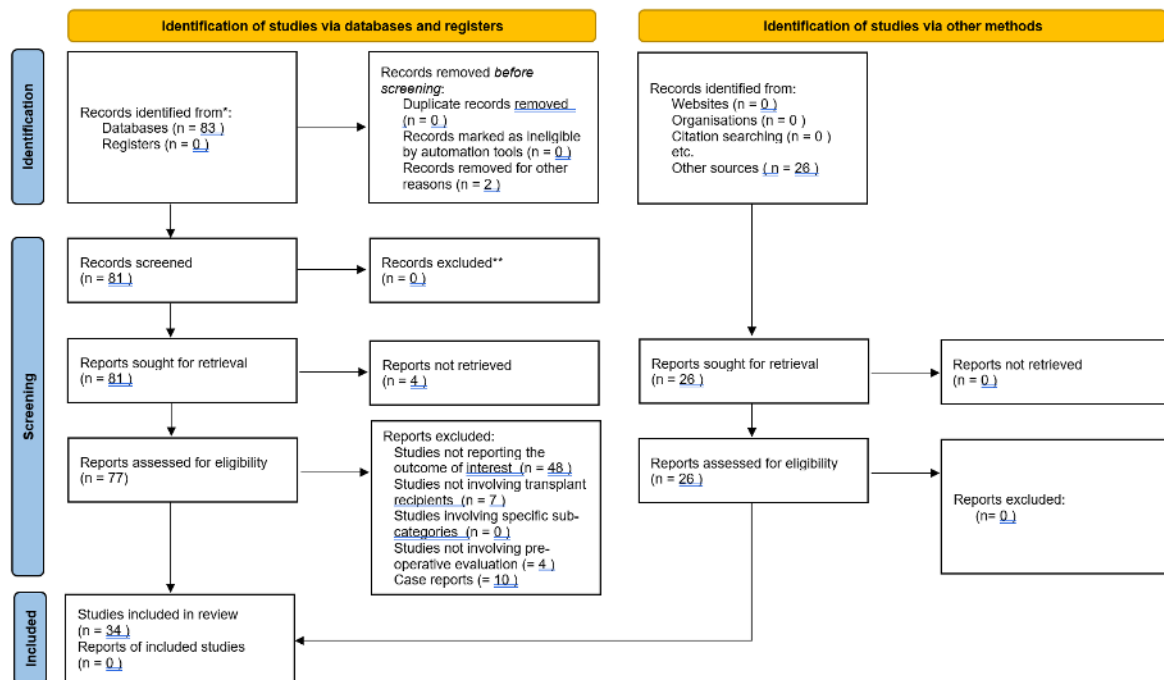 Identification of studies via databases and registers
Identification of studies via other methods
Identification
Records identified from*:
Databases (n = 83 )
Registers (n = 0 )
Records removed before
screening:
Duplicate records removed
(n = 0 )
Records marked as ineligible
by automation tools (n = 0 )
Records removed for other
reasons (n = 2 )
Records identified from:
Websites (n = 0 )
Organisations (n = 0 )
Citation searching (n = 0 )
etc.
Other sources ( n = 26 )
Screening
Records screened
(n = 81 )
Records excluded**
(n = 0 )
Reports sought for retrieval
(n = 81 )
Reports not retrieved
(n = 4 )
Reports sought for retrieval
(n = 26 )
Reports not retrieved
(n = 0 )
Reports assessed for eligibility
(n = 77)
Reports excluded:
Studies not reporting the
outcome of interest (n = 48 )
Studies not involving transplant
recipients (n = 7 )
Studies involving specific sub-
categories (n = 0 )
Studies not involving pre-
operative evaluation (= 4 )
Case reports (= 10 )
Reports assessed for eligibility
(n = 26 )
Reports excluded:
(n= 0 )
Included
Studies included in review
(n = 34 )
Reports of included studies
(n = 0 )